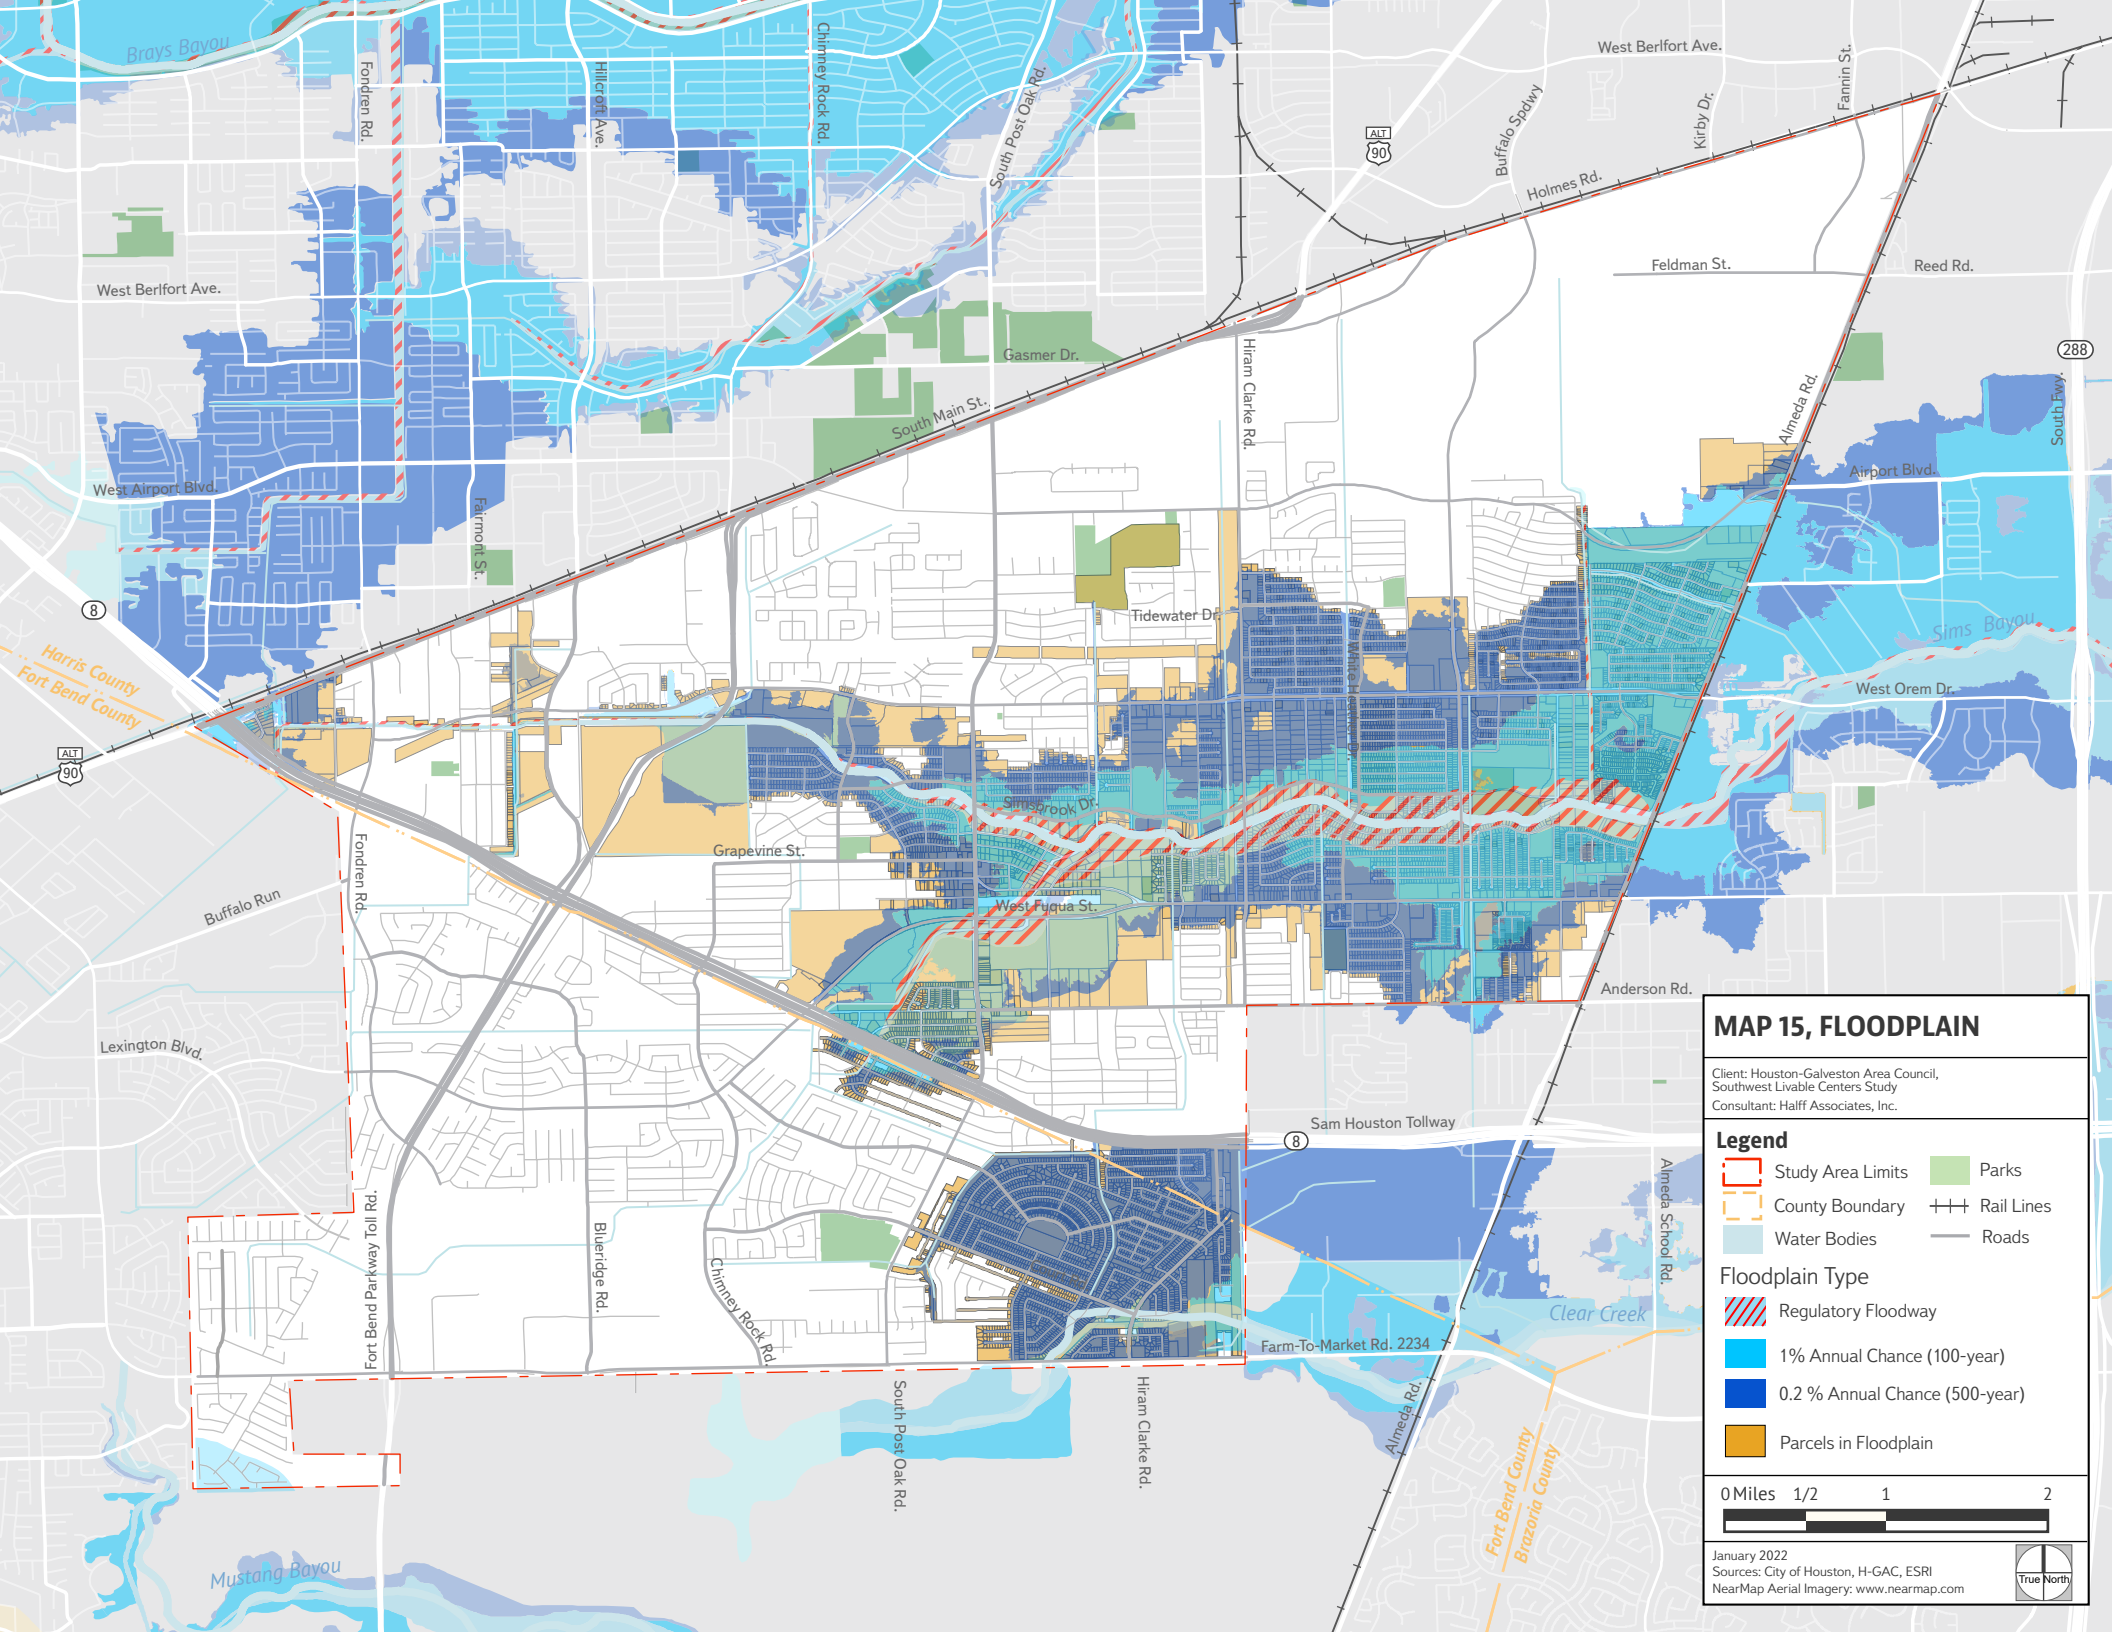 Brays Bayou
Fondren Rd.
Hillcroft Ave.
Chimney Rock Rd.
South Post Oak Rd.
ALT
90
Buffalo Spdwy
West Berlfort Ave.
Kirby Dr.
Fannin St.
Holmes Rd.
West Berlfort Ave.
Feldman St.
Reed Rd.
288
South Fwy.
Gasmer Dr.
Hiram Clarke Rd.
South Main St.
Almeda Rd.
Airport Blvd.
West Airport Blvd.
Fairmont St.
8
Tidewater Dr.
Sims Bayou
Harris County
Fort Bend County
West Orem Dr.
ALT
90
Simsbrook Dr.
Grapevine St.
Fondren Rd.
Buffalo Run
West Fuqua St.
Anderson Rd.
Lexington Blvd.
Sam Houston Tollway
8
Almeda School Rd.
Fort Bend Parkway Toll Rd.
Blueridge Rd.
Chimney Rock Rd.
Clear Creek
Farm-To-Market Rd. 2234
South Post Oak Rd.
Hiram Clarke Rd.
Almeda Rd.
Fort Bend County
Brazoria County
Mustang Bayou
MAP 15, FLOODPLAIN
Client: Houston-Galveston Area Council,
Southwest Livable Centers Study
Consultant: Halff Associates, Inc.
Legend
Study Area Limits
Parks
County Boundary
Rail Lines
Water Bodies
Roads
Floodplain Type
Regulatory Floodway
1% Annual Chance (100-year)
0.2 % Annual Chance (500-year)
Parcels in Floodplain
0 Miles 1/2 1 2
January 2022
Sources: City of Houston, H-GAC, ESRI
NearMap Aerial Imagery: www.nearmap.com
True North